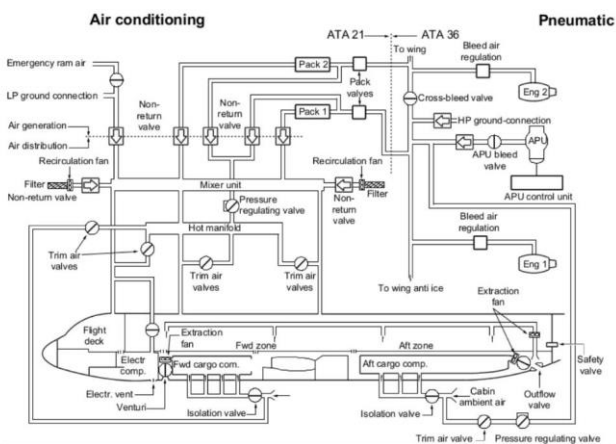 Air conditioning
ATA 21
ATA 36
Pneumatic
To wing
Bleed air
regulation
Emergency ram air
Pack 2
Pack
valves
Eng 2
LP ground connection
Non-
return
valve
Non-
return
valve
Pack 1
Cross-bleed valve
Air generation
Air distribution
HP ground-connection
APU
APU bleed
valve
Recirculation fan
Recirculation fan
Filter
Non-return valve
Mixer unit
Pressure
regulating valve
Non-
return
valve
Filter
APU control unit
Hot manifold
Bleed air
regulation
Trim air
valves
Trim air
valves
Trim air
valves
Eng 1
To wing anti ice
Extraction
fan
Flight
deck
Extraction
fan
Fwd zone
Aft zone
Electr
comp.
Fwd cargo com.
Aft cargo comp.
Safety
valve
Electr. vent
Venturi
Isolation valve
Isolation valve
Cabin
ambient air
Outflow
valve
Trim air valve
Pressure regulating valve